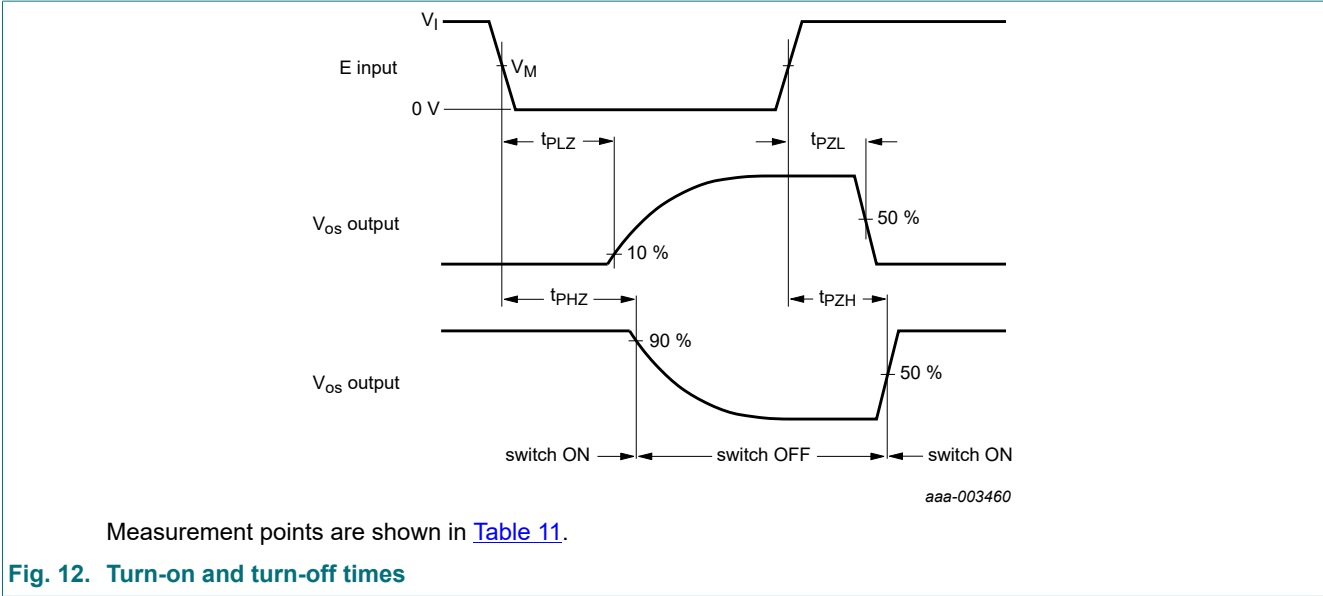 VI
E input
VM
0 V
tPLZ
tPZL
Vos output
50 %
10 %
tPHZ
tPZH
90 %
Vos output
50 %
switch ON
switch OFF
switch ON
aaa-003460
Measurement points are shown in Table 11.
Fig. 12. Turn-on and turn-off times